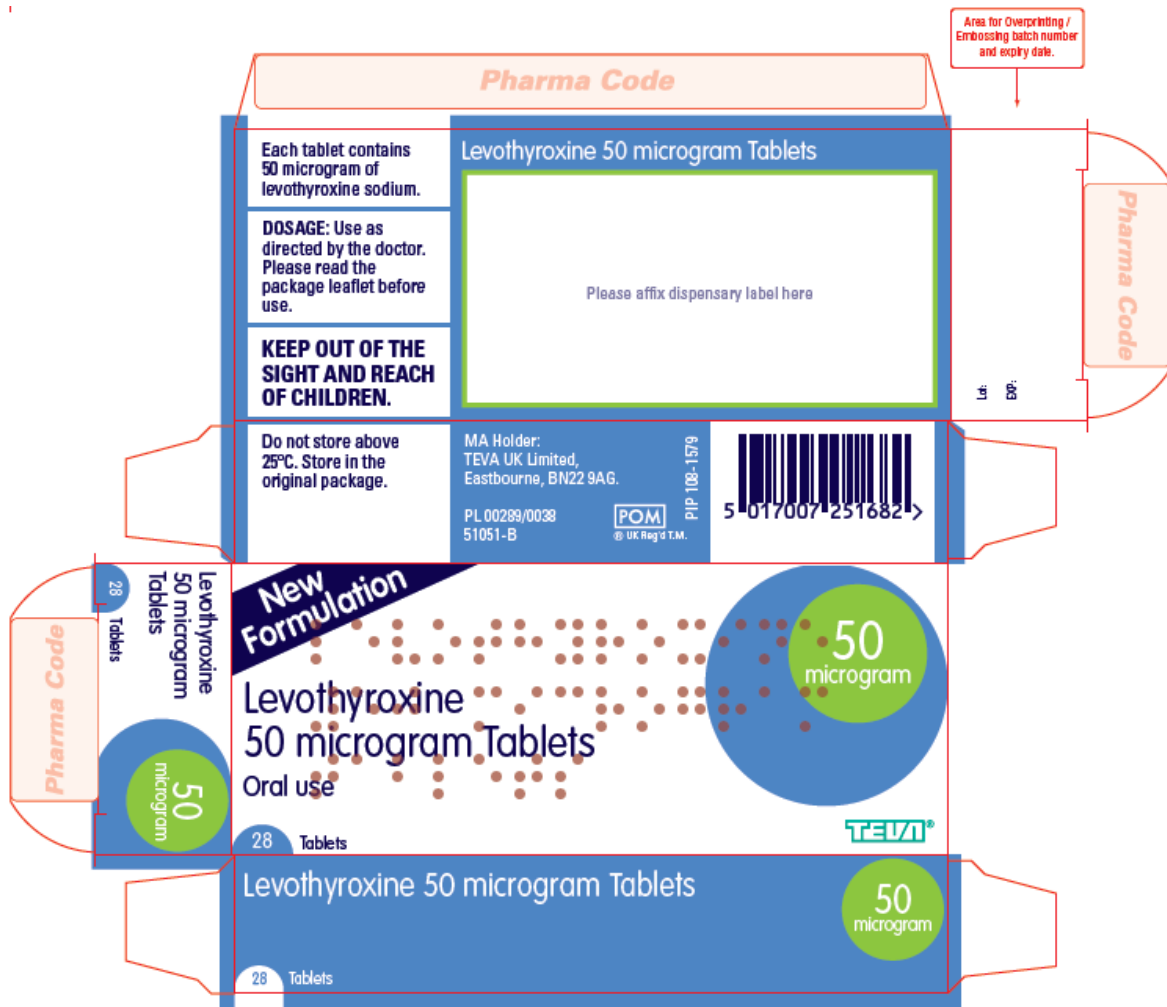 Area for Overprinting /
Embossing batch number
and expiry date.
Pharma Code
Each tablet contains
50 microgram of
levothyroxine sodium.
DOSAGE: Use as
directed by the doctor.
Please read the
package leaflet before
use.
KEEP OUT OF THE
SIGHT AND REACH
OF CHILDREN.
Levothyroxine 50 microgram Tablets
Please affix dispensary label here
Pharma Code
Lot:
EXP.
Do not store above
25°C. Store in the
original package.
MA Holder:
TEVA UK Limited,
Eastbourne, BN22 9AG.
PL 00289/0038
51051-B
POM
® UK Reg'd T.M.
PIP 108-1579
5 017007 251682 >
Pharma Code
28 Tablets
Levothyroxine
50 microgram
Tablets
50
microgram
New
Formulation
Levothyroxine
50 microgram Tablets
Oral use
28 Tablets
50
microgram
TEVA®
Levothyroxine 50 microgram Tablets
28 Tablets
50
microgram